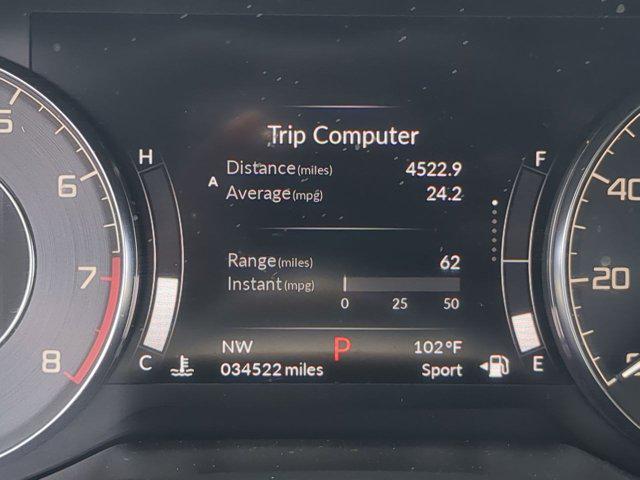 Trip Computer
H F
A
Distance(miles) 4522.9
Average(mpg) 24.2
Range(miles) 62
Instant(mpg)
0 25 50
NW P 102°F
C E
034522 miles Sport
5
6
7
8
40
20